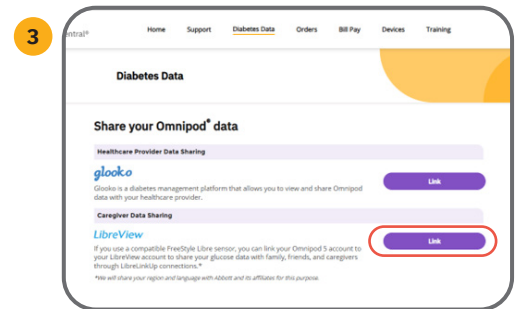 3
entral®
Home Support Diabetes Data Orders Bill Pay Devices Training
Diabetes Data
Share your Omnipod® data
Healthcare Provider Data Sharing
glooko
Glooko is a diabetes management platform that allows you to view and share Omnipod
data with your healthcare provider.
Link
Caregiver Data Sharing
LibreView
If you use a compatible FreeStyle Libre sensor, you can link your Omnipod 5 account to
your LibreView account to share your glucose data with family, friends, and caregivers
through LibreLinkUp connections.*
Link
*We will share your region and language with Abbott and its affiliates for this purpose.